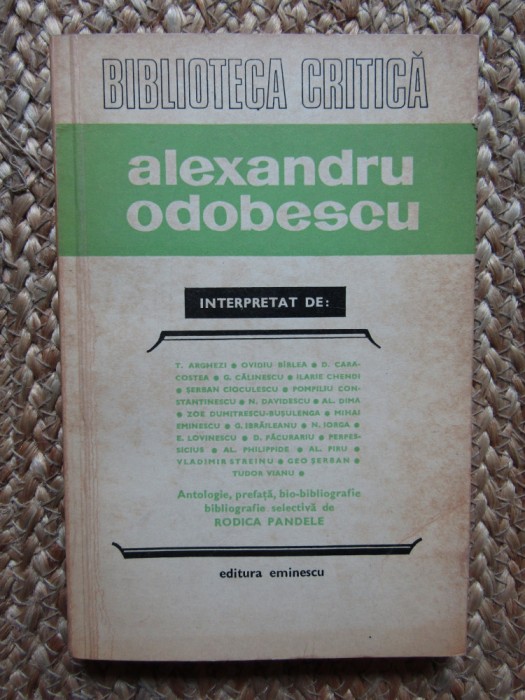 BIBLIOTECA CRITICĂ
alexandru
odobescu
INTERPRETAT DE:
T. ARGHEZI • OVIDIU BÎRLEA • D. CARA-
COSTEA • G. CĂLINESCU • ILARIE CHENDI
• ȘERBAN CIOCULESCU • POMPILIU CON-
STANTINESCU • N. DAVIDESCU • AL. DIMA
• ZOE DUMITRESCU-BUȘULENGA • MIHAI
EMINESCU • G. IBRĂILEANU • N. IORGA •
E. LOVINESCU • D. PĂCURARIU • PERPES-
SICIUS • AL. PHILIPPIDE • AL. PIRU •
VLADIMIR STREINU • GEO ȘERBAN •
TUDOR VIANU •
Antologie, prefață, bio-bibliografie
bibliografie selectivă de
RODICA PANDELE
editura eminescu